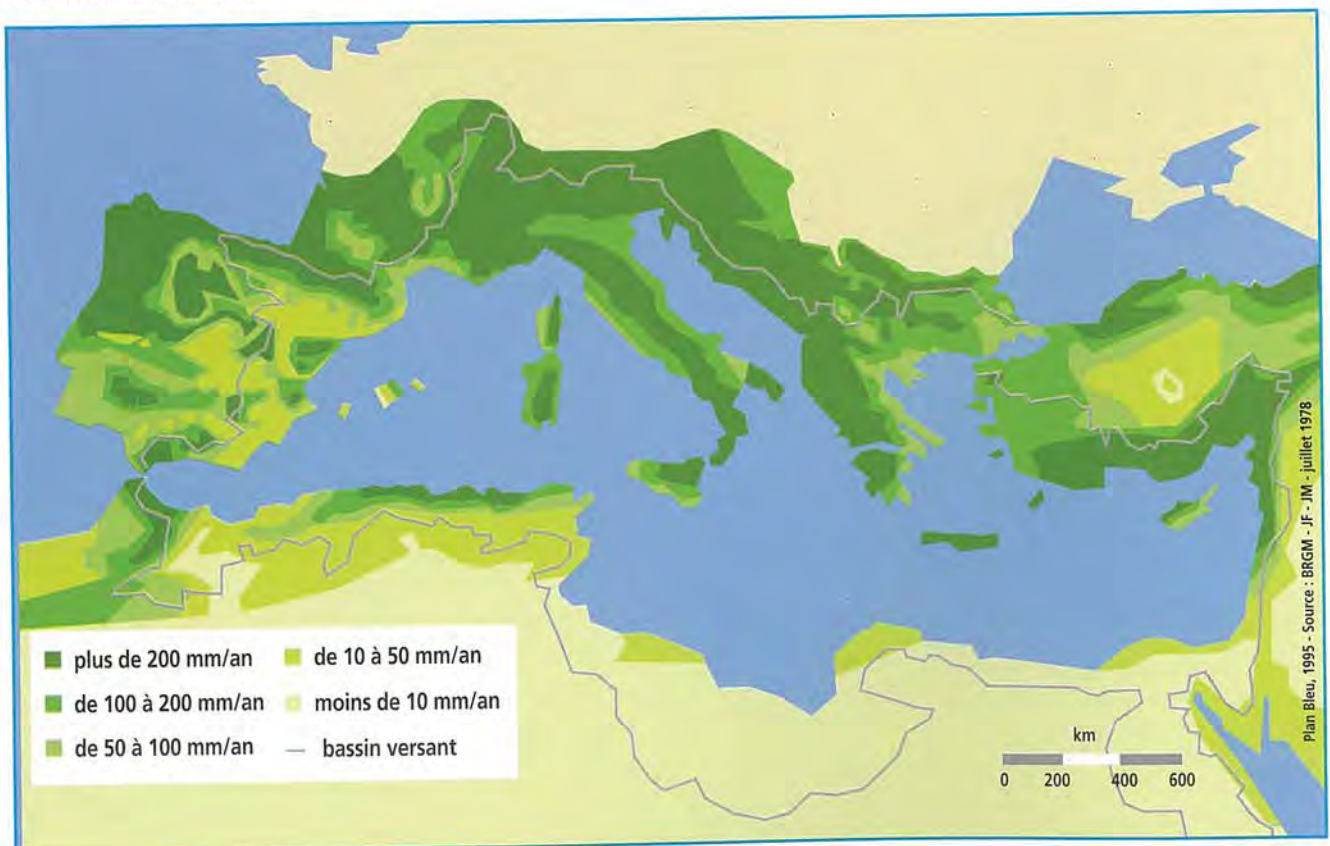 plus de 200 mm/an
de 100 à 200 mm/an
de 50 à 100 mm/an
de 10 à 50 mm/an
moins de 10 mm/an
bassin versant
km
0 200 400 600
Plan Bleu, 1995 - Source : BRGM - JF - JM - juillet 1978